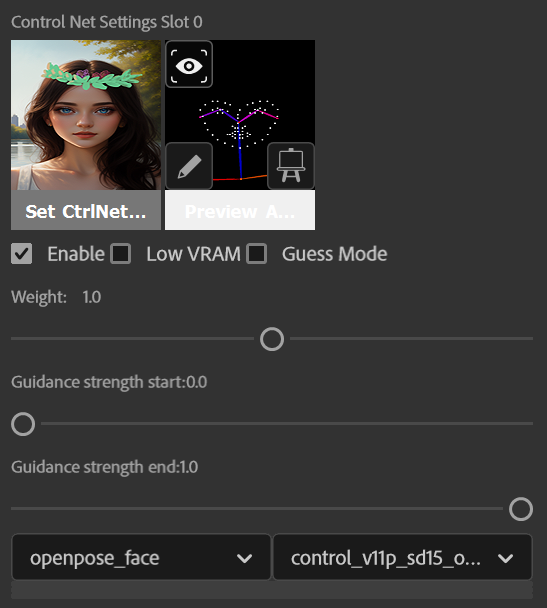 Control Net Settings Slot 0
Set CtrlNet... Preview A...
Enable Low VRAM Guess Mode
Weight: 1.0
Guidance strength start:0.0
Guidance strength end:1.0
openpose_face control_v11p_sd15_o...